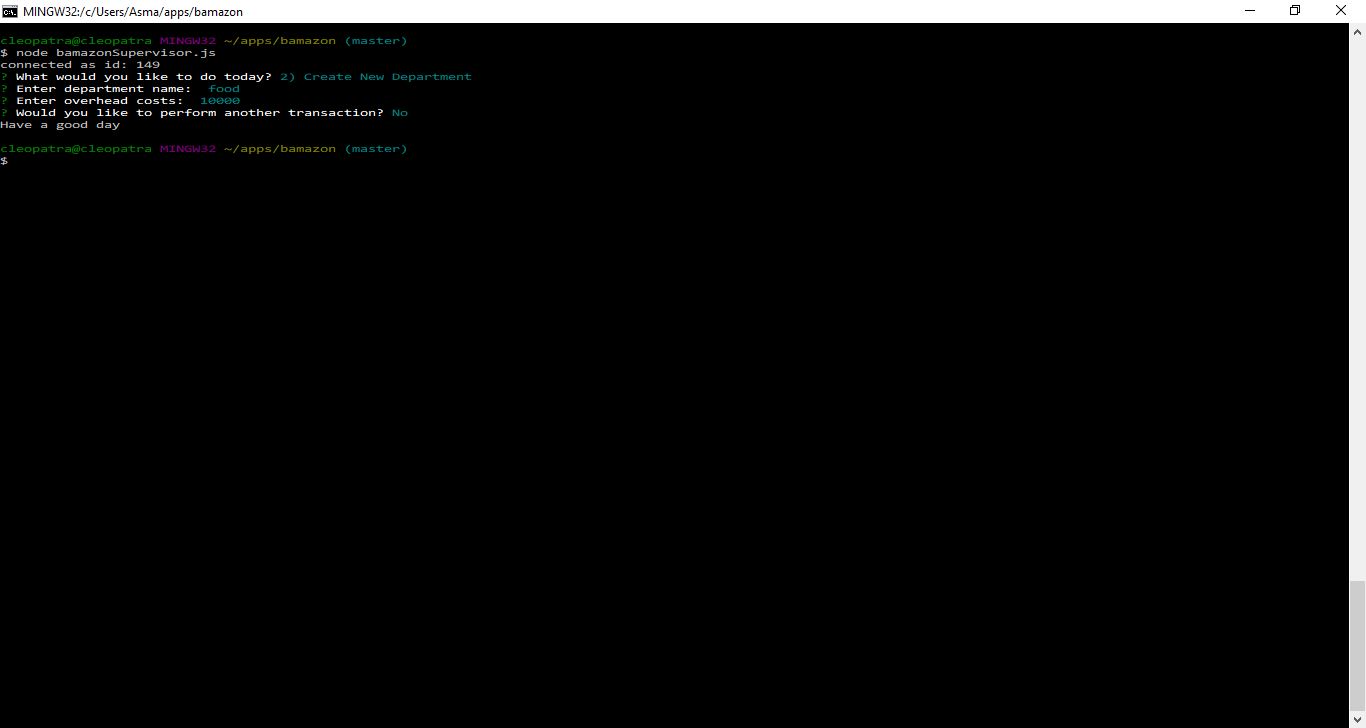 MINGW32:/c/Users/Asma/apps/bamazon
cleopatra@cleopatra MINGW32 ~/apps/bamazon (master)
$ node bamazonSupervisor.js
connected as id: 149
? What would you like to do today? 2) Create New Department
? Enter department name:  food
? Enter overhead costs:  10000
? Would you like to perform another transaction? No
Have a good day
cleopatra@cleopatra MINGW32 ~/apps/bamazon (master)
$